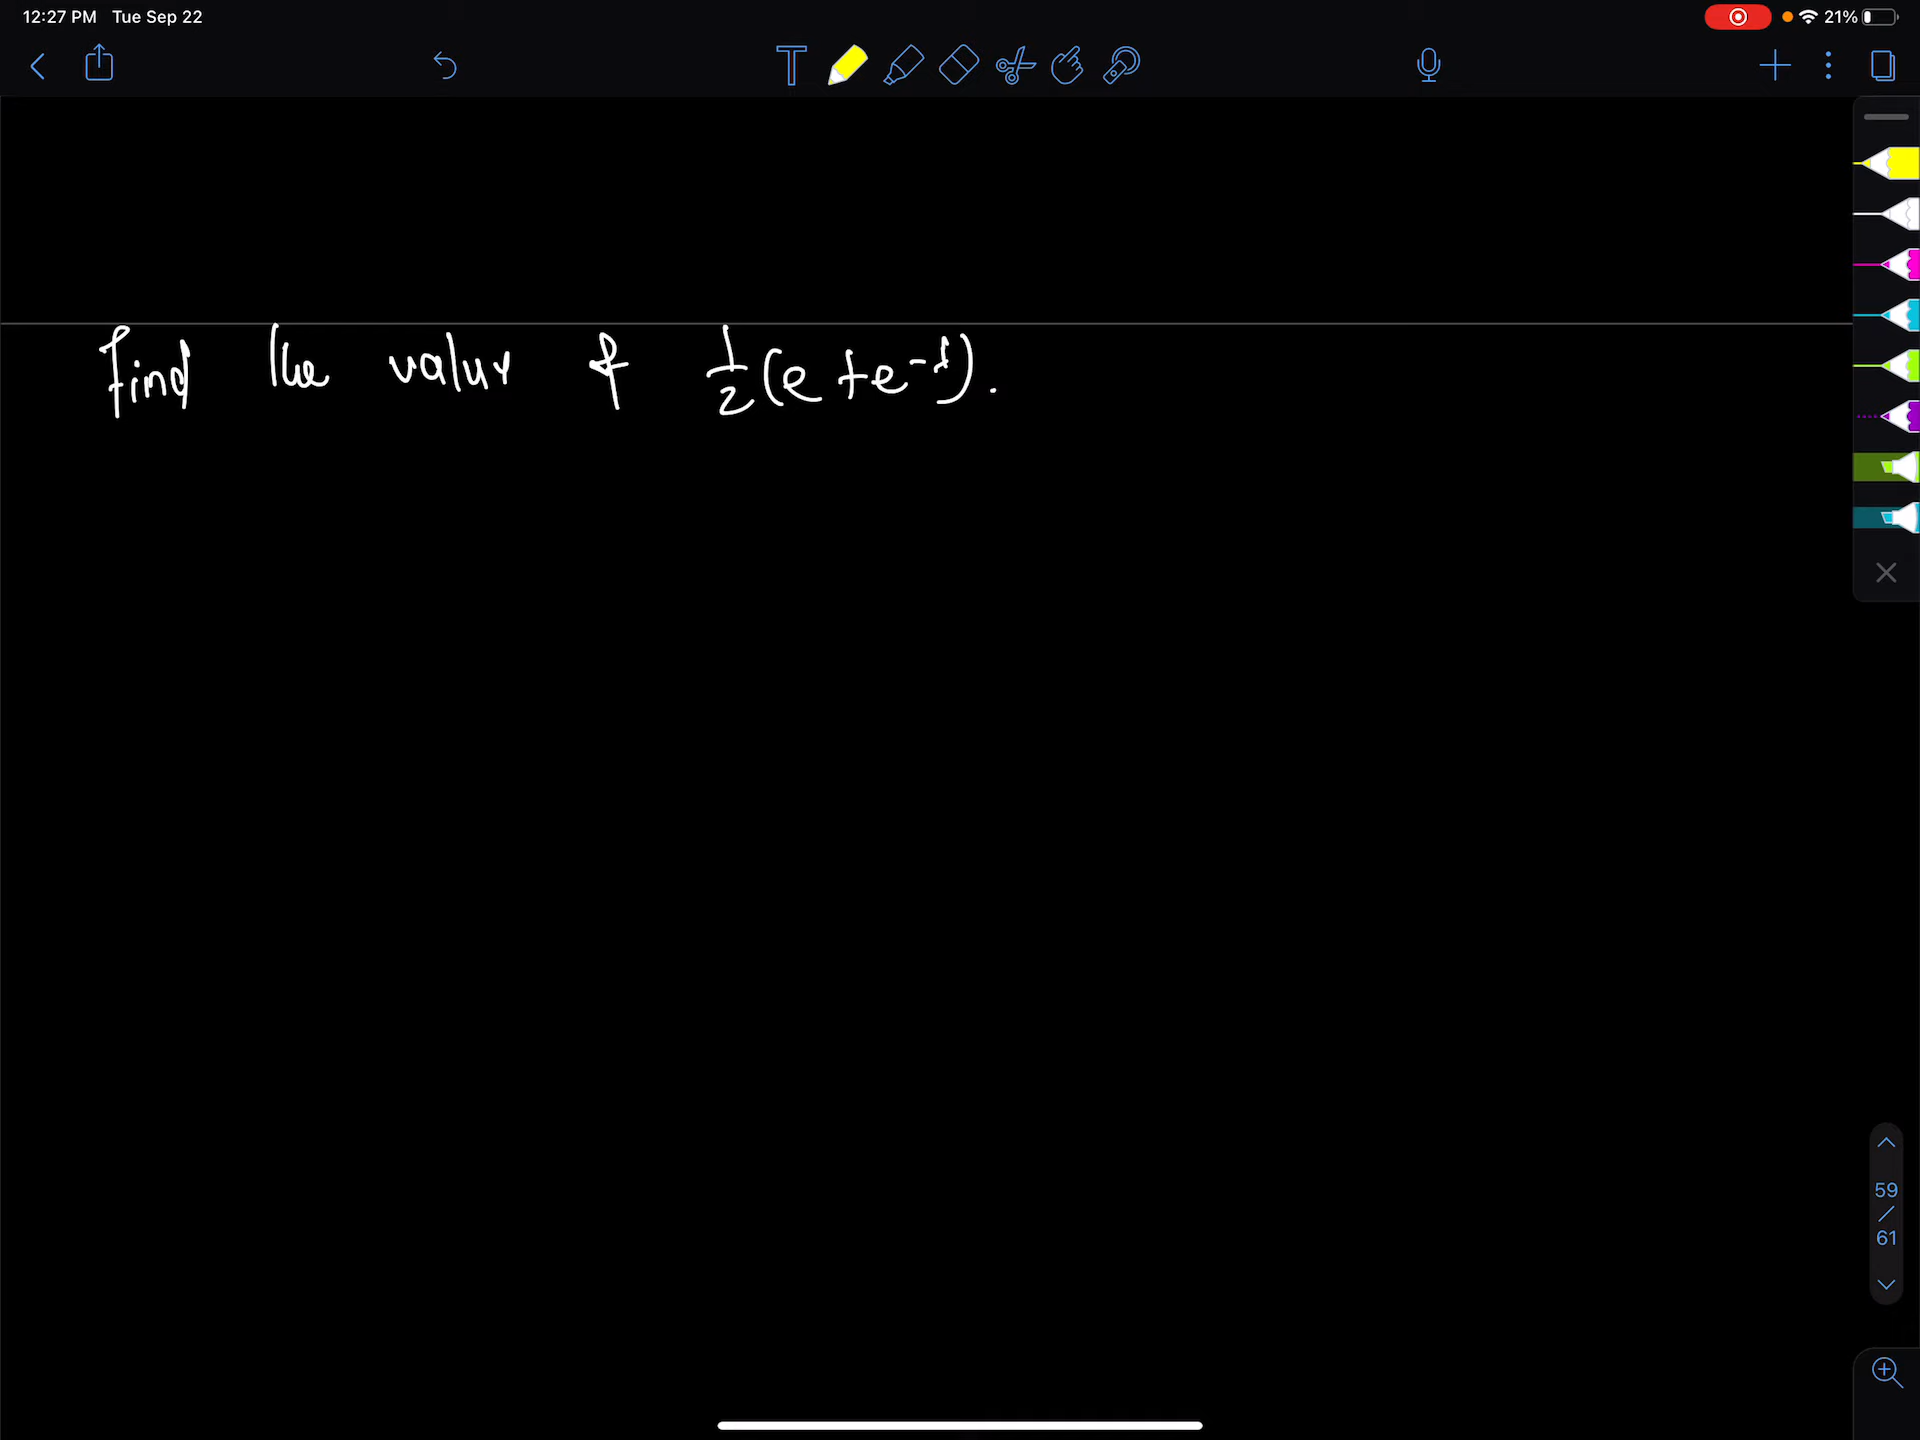 12:27 PM Tue Sep 22
21%
T
Find the value of 1/2(e+e^-1).
59
/
61